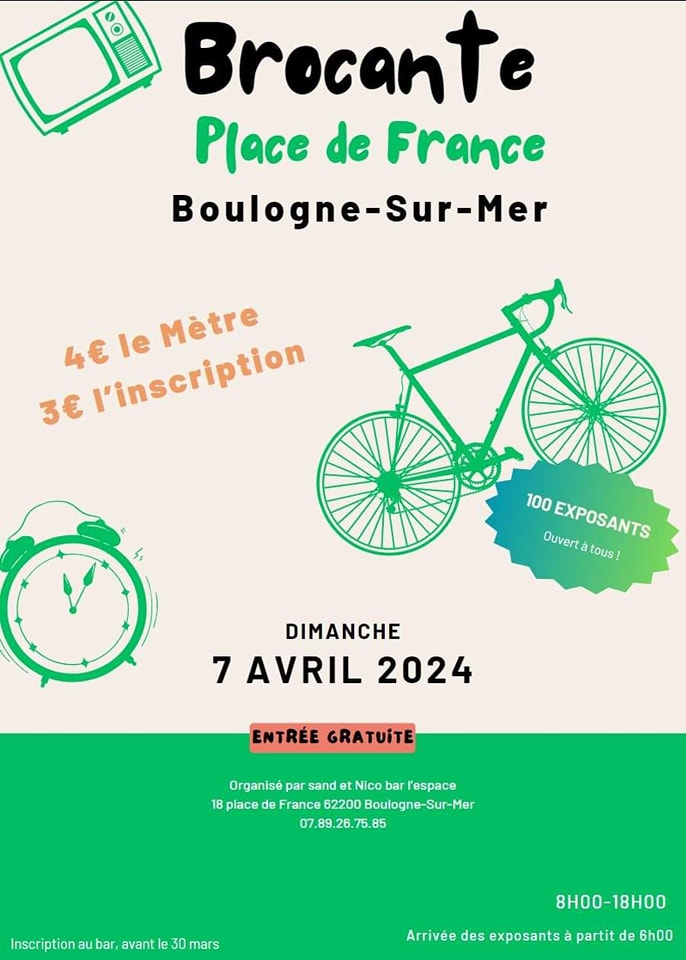 Brocante
Place de France
Boulogne-Sur-Mer
4€ le Mètre
3€ l'inscription
100 EXPOSANTS
Ouvert à tous !
DIMANCHE
7 AVRIL 2024
ENTRÉE GRATUITE
Organisé par sand et Nico bar l'espace
18 place de France 62200 Boulogne-Sur-Mer
07.89.26.75.85
8H00-18H00
Arrivée des exposants à partit de 6h00
Inscription au bar, avant le 30 mars